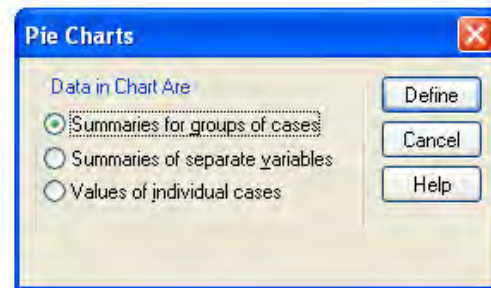 Pie Charts
Data in Chart Are
Summaries for groups of cases
Summaries of separate variables
Values of individual cases
Define
Cancel
Help